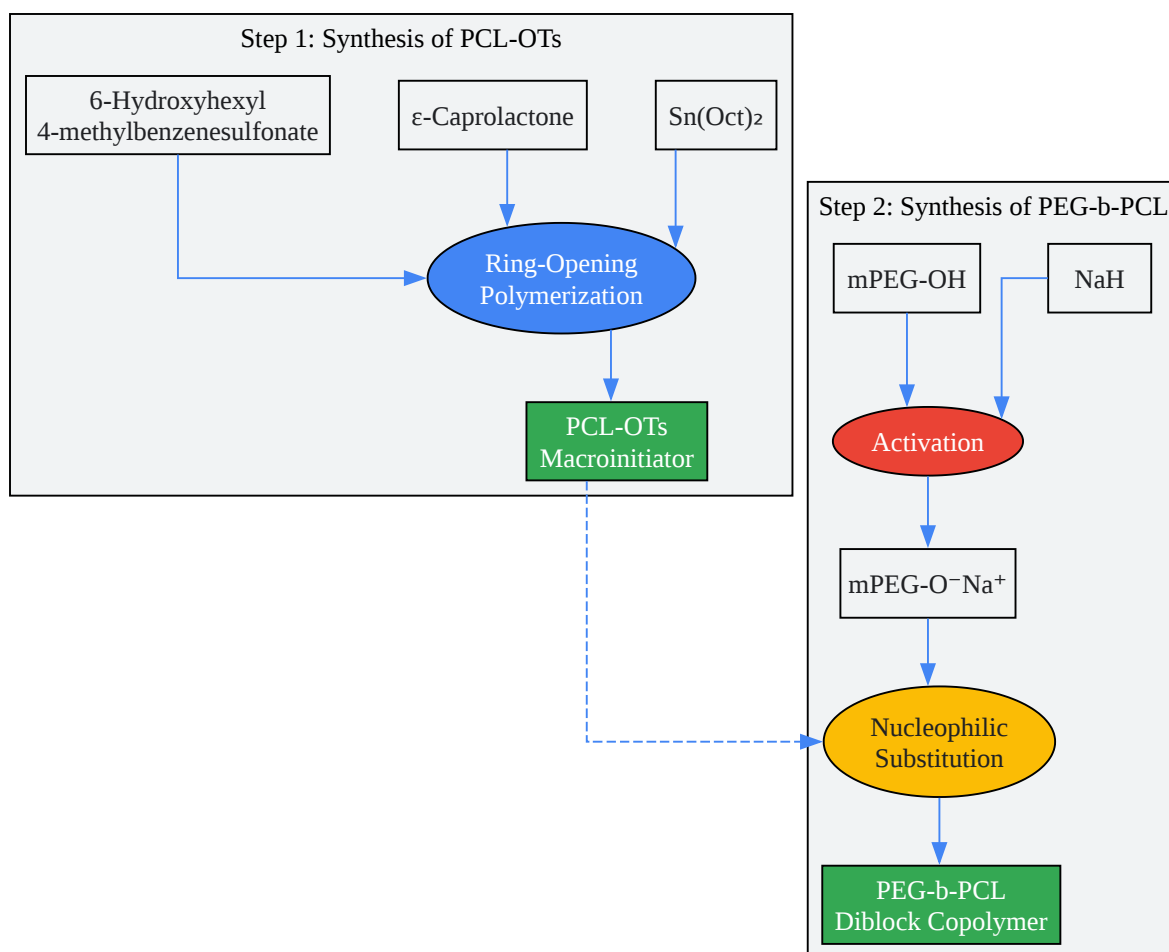 Step 1: Synthesis of PCL-OTs
6-Hydroxyhexyl
4-methylbenzenesulfonate
ε-Caprolactone
Sn(Oct)₂
Ring-Opening
Polymerization
PCL-OTs
Macroinitiator
Step 2: Synthesis of PEG-b-PCL
mPEG-OH
NaH
Activation
mPEG-O⁻Na⁺
Nucleophilic
Substitution
PEG-b-PCL
Diblock Copolymer